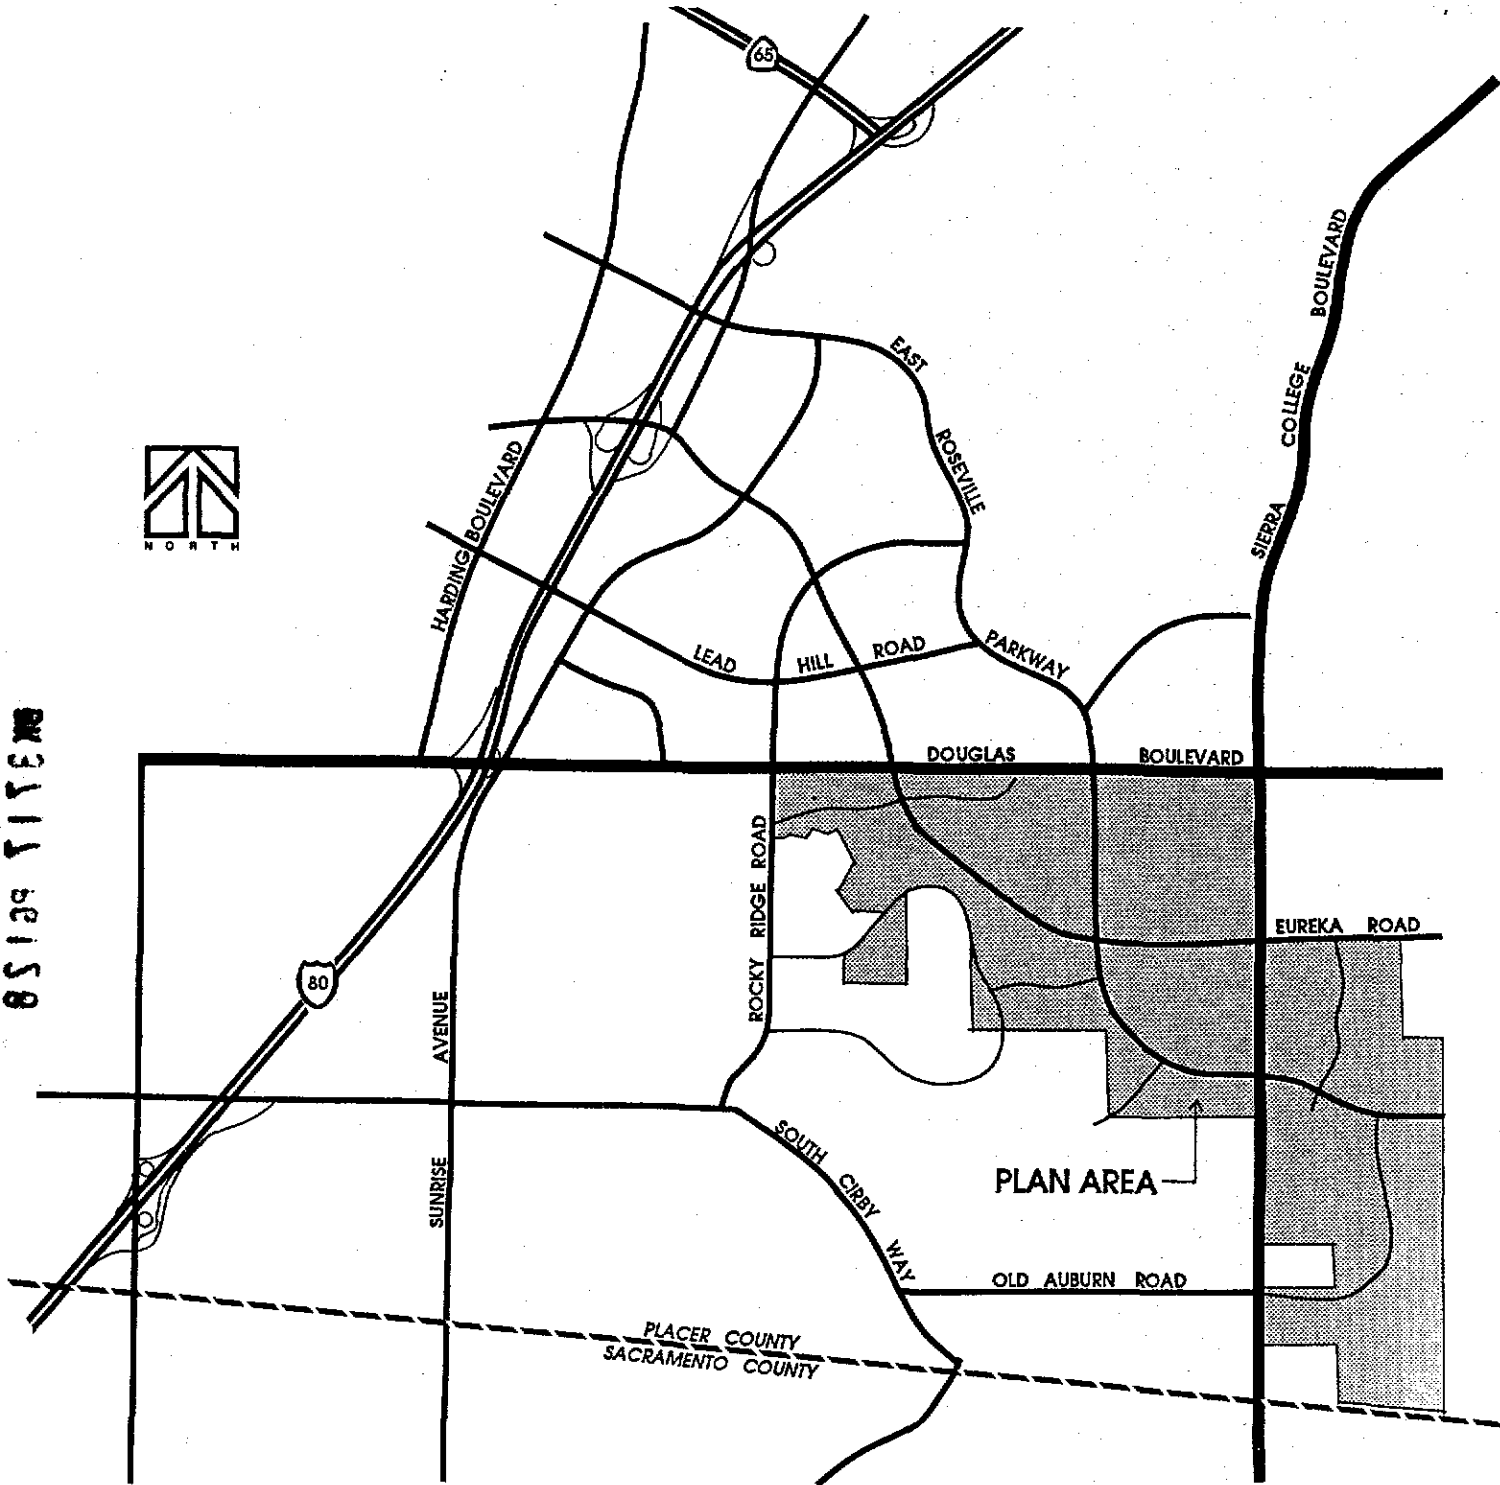 65
EAST
ROSEVILLE
PARKWAY
SIERRA COLLEGE BOULEVARD
NORTH
HARDING BOULEVARD
LEAD HILL ROAD
DOUGLAS BOULEVARD
ROCKY RIDGE ROAD
EUREKA ROAD
80
SUNRISE AVENUE
SOUTH CIRBY WAY
PLAN AREA
OLD AUBURN ROAD
PLACER COUNTY
SACRAMENTO COUNTY